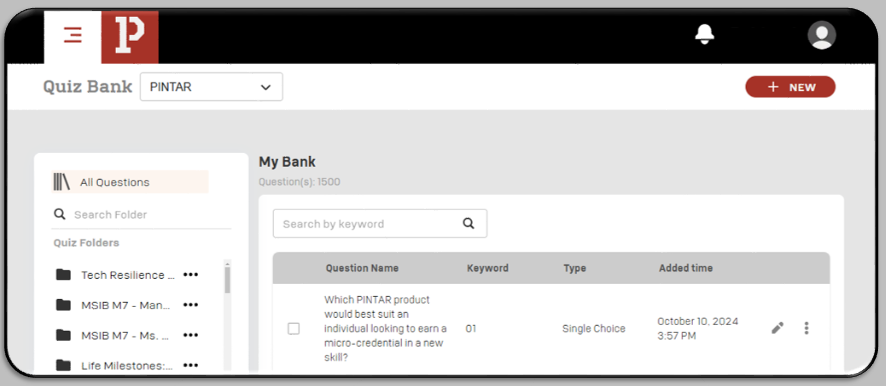 P
Quiz Bank
PINTAR
+ NEW
All Questions
Search Folder
Quiz Folders
Tech Resilience ...
MSIB M7 - Man...
MSIB M7 - Ms. ...
Life Milestones:...
My Bank
Question(s): 1500
Search by keyword
Question Name Keyword Type Added time
Which PINTAR product
would best suit an
individual looking to earn a
micro-credential in a new
skill?
01
Single Choice
October 10, 2024
3:57 PM